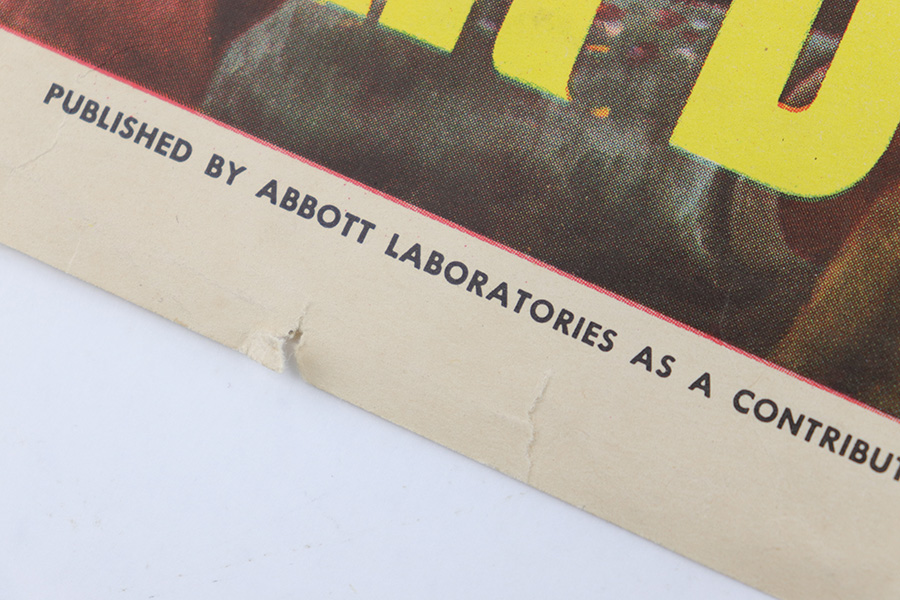 PUBLISHED BY ABBOTT LABORATORIES AS A CONTRIBUT